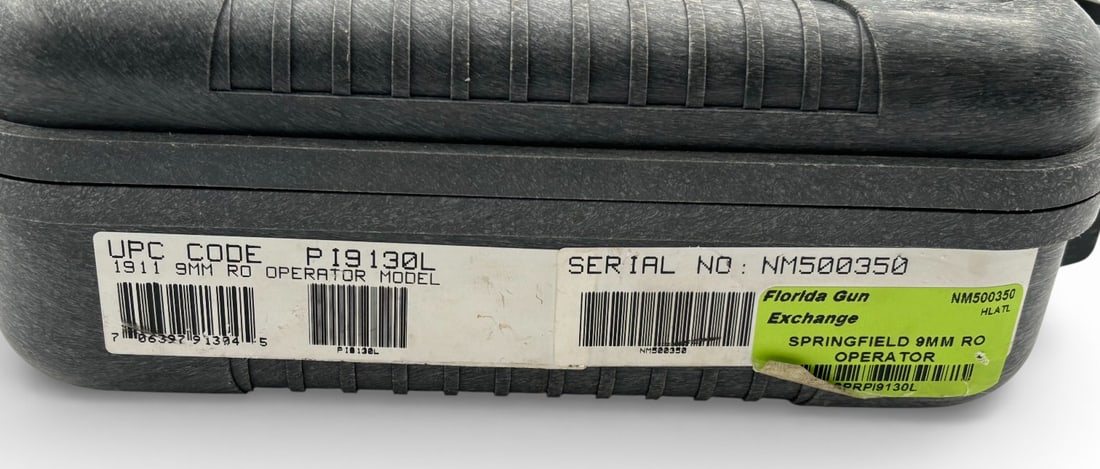 UPC CODE PI9130L
1911 9MM RO OPERATOR MODEL
7 06397 91304 5
PI9130L
SERIAL NO: NM500350
NM500350
Florida Gun
Exchange
NM500350
HLATL
SPRINGFIELD 9MM RO
OPERATOR
SPRPI9130L